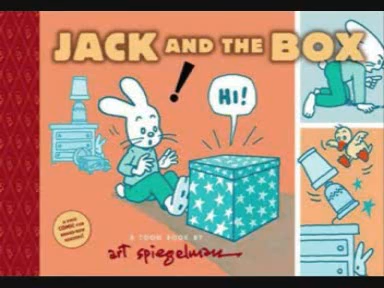 JACK AND THE BOX
!
HI!
A TOON BOOK BY
art spiegelman